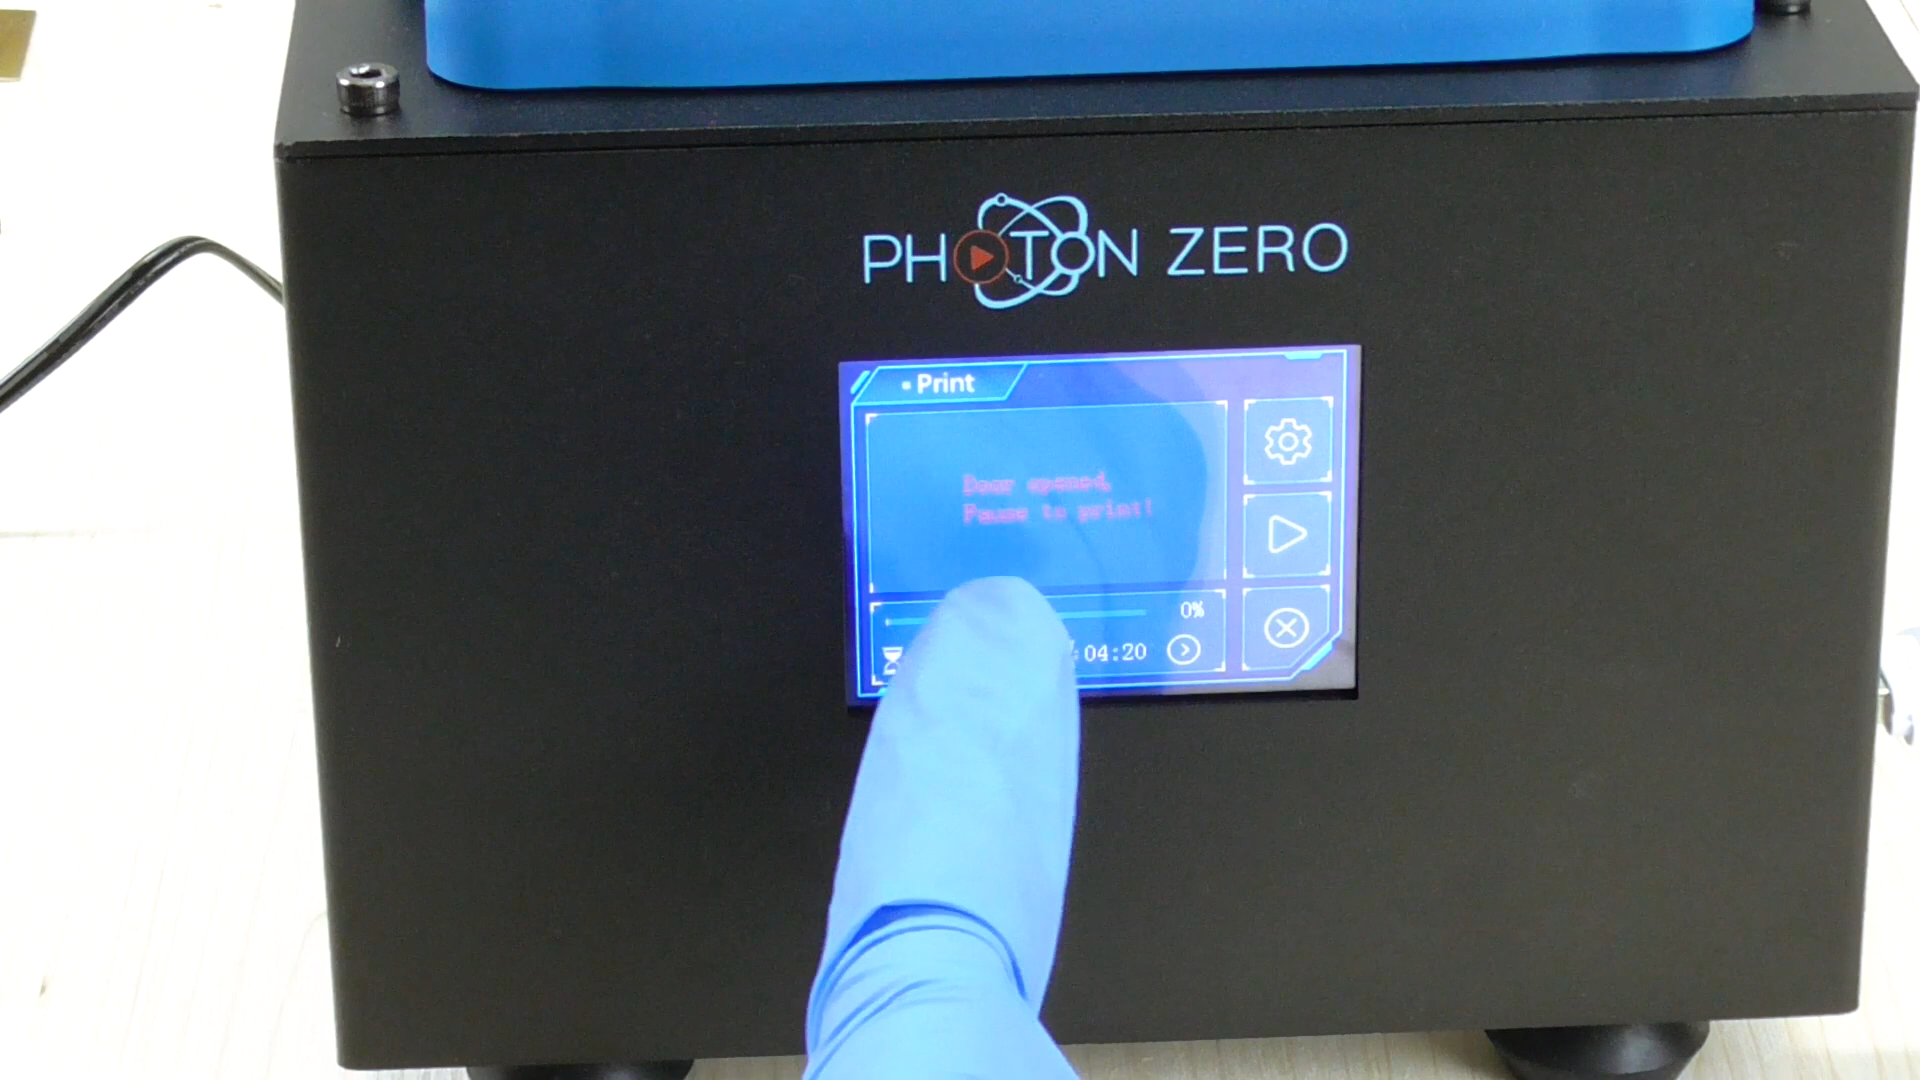 PHOTON ZERO
Print
Door opened,
Pause to print!
0%
:04:20